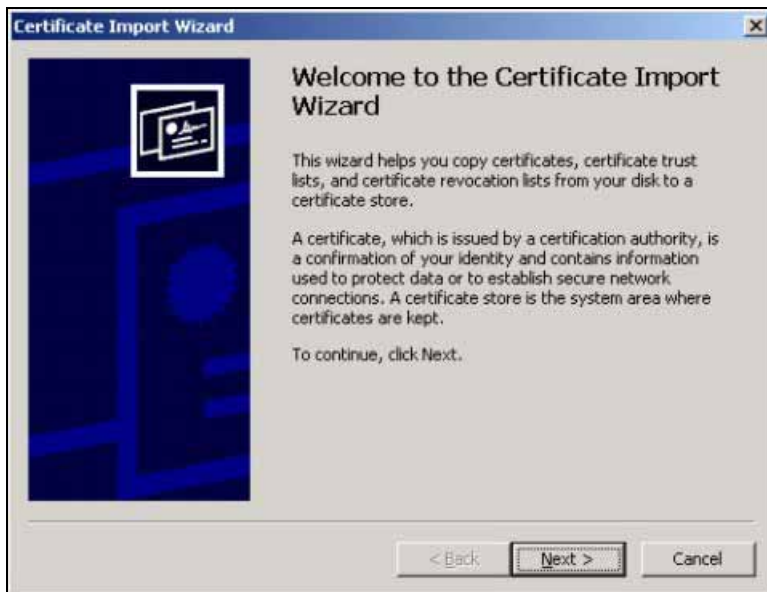 Certificate Import Wizard
Welcome to the Certificate Import
Wizard
This wizard helps you copy certificates, certificate trust
lists, and certificate revocation lists from your disk to a
certificate store.
A certificate, which is issued by a certification authority, is
a confirmation of your identity and contains information
used to protect data or to establish secure network
connections. A certificate store is the system area where
certificates are kept.
To continue, click Next.
< Back
Next >
Cancel